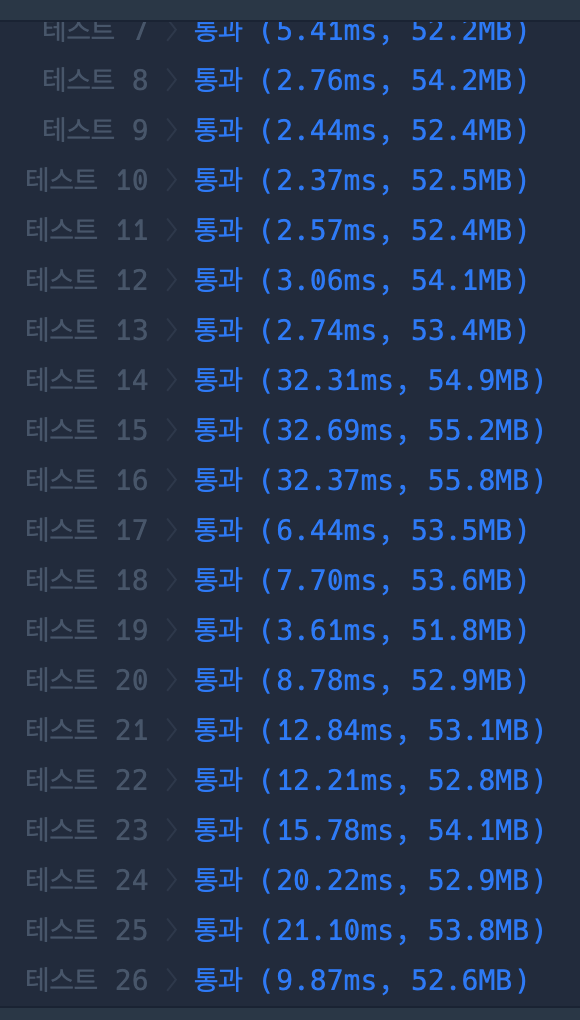 테스트 7 〉 통과 (5.41ms, 52.2MB)
테스트 8 〉 통과 (2.76ms, 54.2MB)
테스트 9 〉 통과 (2.44ms, 52.4MB)
테스트 10 〉 통과 (2.37ms, 52.5MB)
테스트 11 〉 통과 (2.57ms, 52.4MB)
테스트 12 〉 통과 (3.06ms, 54.1MB)
테스트 13 〉 통과 (2.74ms, 53.4MB)
테스트 14 〉 통과 (32.31ms, 54.9MB)
테스트 15 〉 통과 (32.69ms, 55.2MB)
테스트 16 〉 통과 (32.37ms, 55.8MB)
테스트 17 〉 통과 (6.44ms, 53.5MB)
테스트 18 〉 통과 (7.70ms, 53.6MB)
테스트 19 〉 통과 (3.61ms, 51.8MB)
테스트 20 〉 통과 (8.78ms, 52.9MB)
테스트 21 〉 통과 (12.84ms, 53.1MB)
테스트 22 〉 통과 (12.21ms, 52.8MB)
테스트 23 〉 통과 (15.78ms, 54.1MB)
테스트 24 〉 통과 (20.22ms, 52.9MB)
테스트 25 〉 통과 (21.10ms, 53.8MB)
테스트 26 〉 통과 (9.87ms, 52.6MB)